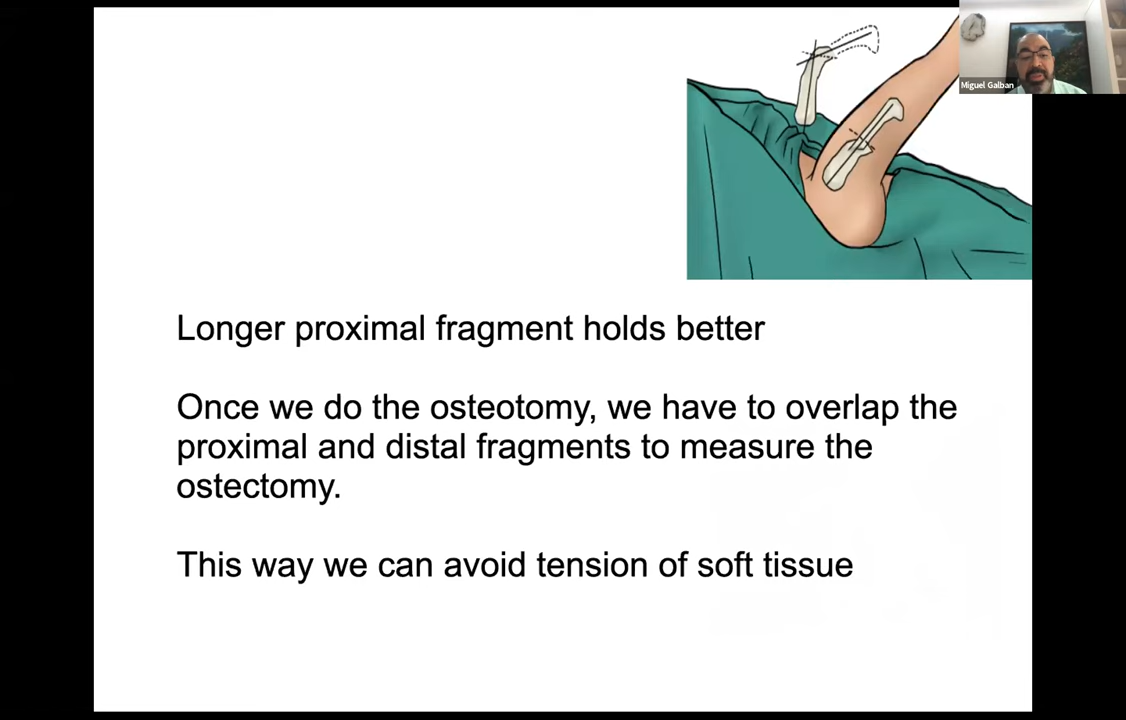 Miguel Galban
Longer proximal fragment holds better
Once we do the osteotomy, we have to overlap the
proximal and distal fragments to measure the
ostectomy.
This way we can avoid tension of soft tissue